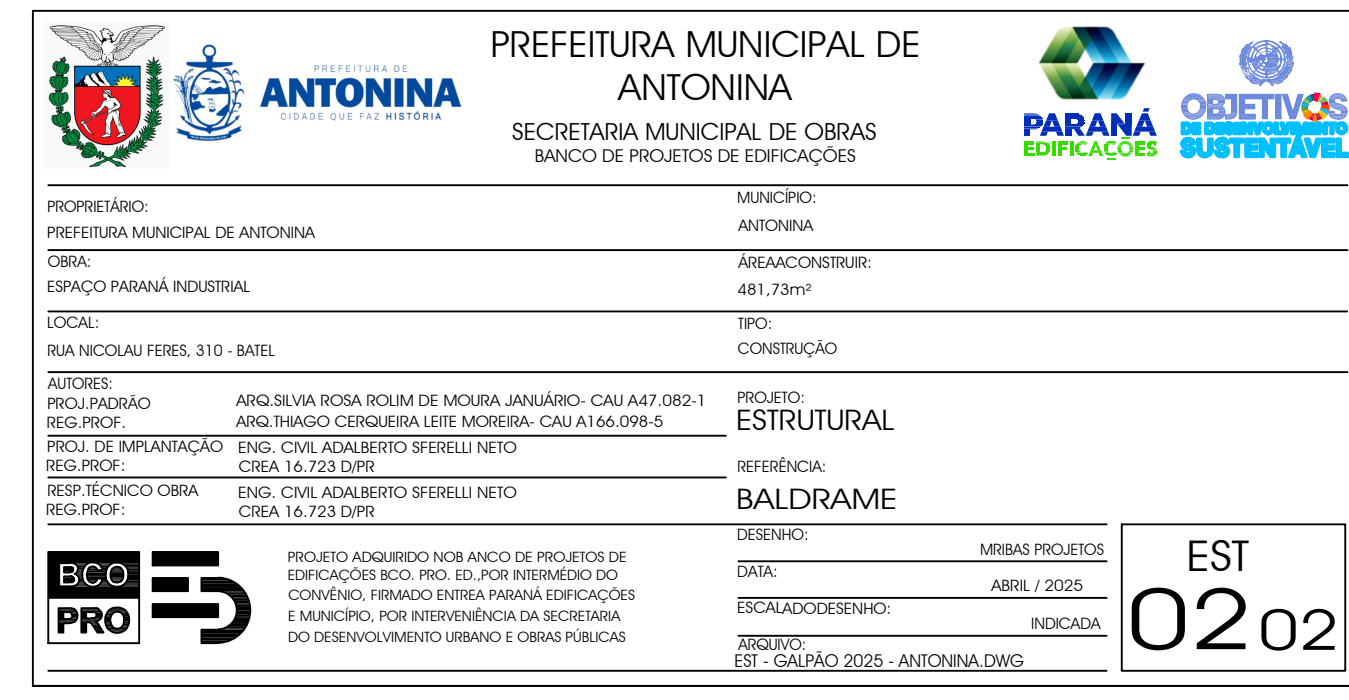 PREFEITURA DE
ANTONINA
CIDADE QUE FAZ HISTÓRIA
PREFEITURA MUNICIPAL DE
ANTONINA
SECRETARIA MUNICIPAL DE OBRAS
BANCO DE PROJETOS DE EDIFICAÇÕES
PARANÁ
EDIFICAÇÕES
OBJETIVOS
DE DESENVOLVIMENTO
SUSTENTÁVEL
PROPRIETÁRIO:
PREFEITURA MUNICIPAL DE ANTONINA
MUNICÍPIO:
ANTONINA
OBRA:
ESPAÇO PARANÁ INDUSTRIAL
ÁREAACONSTRUIR:
481,73m²
LOCAL:
RUA NICOLAU FERES, 310 - BATEL
TIPO:
CONSTRUÇÃO
AUTORES:
PROJ.PADRÃO ARQ.SILVIA ROSA ROLIM DE MOURA JANUÁRIO- CAU A47.082-1
REG.PROF. ARQ.THIAGO CERQUEIRA LEITE MOREIRA- CAU A166.098-5
PROJ. DE IMPLANTAÇÃO ENG. CIVIL ADALBERTO SFERELLI NETO
REG.PROF: CREA 16.723 D/PR
RESP.TÉCNICO OBRA ENG. CIVIL ADALBERTO SFERELLI NETO
REG.PROF: CREA 16.723 D/PR
PROJETO:
ESTRUTURAL
REFERÊNCIA:
BALDRAME
BCO
PRO
PROJETO ADQUIRIDO NOB ANCO DE PROJETOS DE
EDIFICAÇÕES BCO. PRO. ED.,POR INTERMÉDIO DO
CONVÊNIO, FIRMADO ENTREA PARANÁ EDIFICAÇÕES
E MUNICÍPIO, POR INTERVENIÊNCIA DA SECRETARIA
DO DESENVOLVIMENTO URBANO E OBRAS PÚBLICAS
DESENHO:
MRIBAS PROJETOS
DATA:
ABRIL / 2025
ESCALADODESENHO:
INDICADA
ARQUIVO:
EST - GALPÃO 2025 - ANTONINA.DWG
EST
02 02